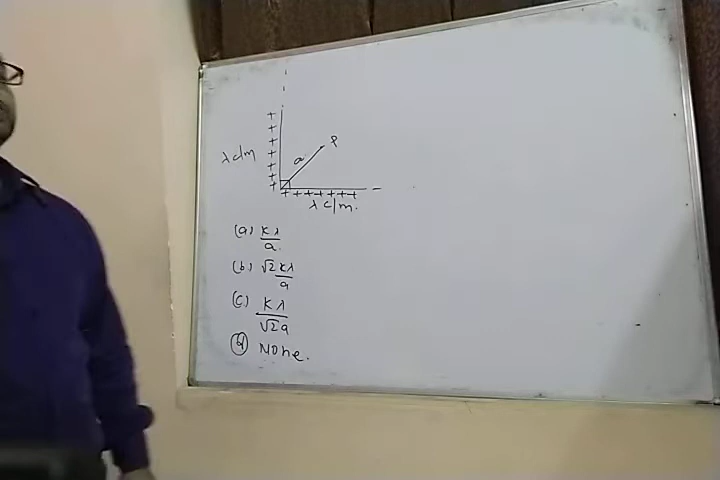 + + + + + +
P
a
λ c/m
+ + + + + + +
λ c/m.
(a) Kλ/a.
(b) √2 Kλ/a
(c) Kλ/√2a
(d) None.